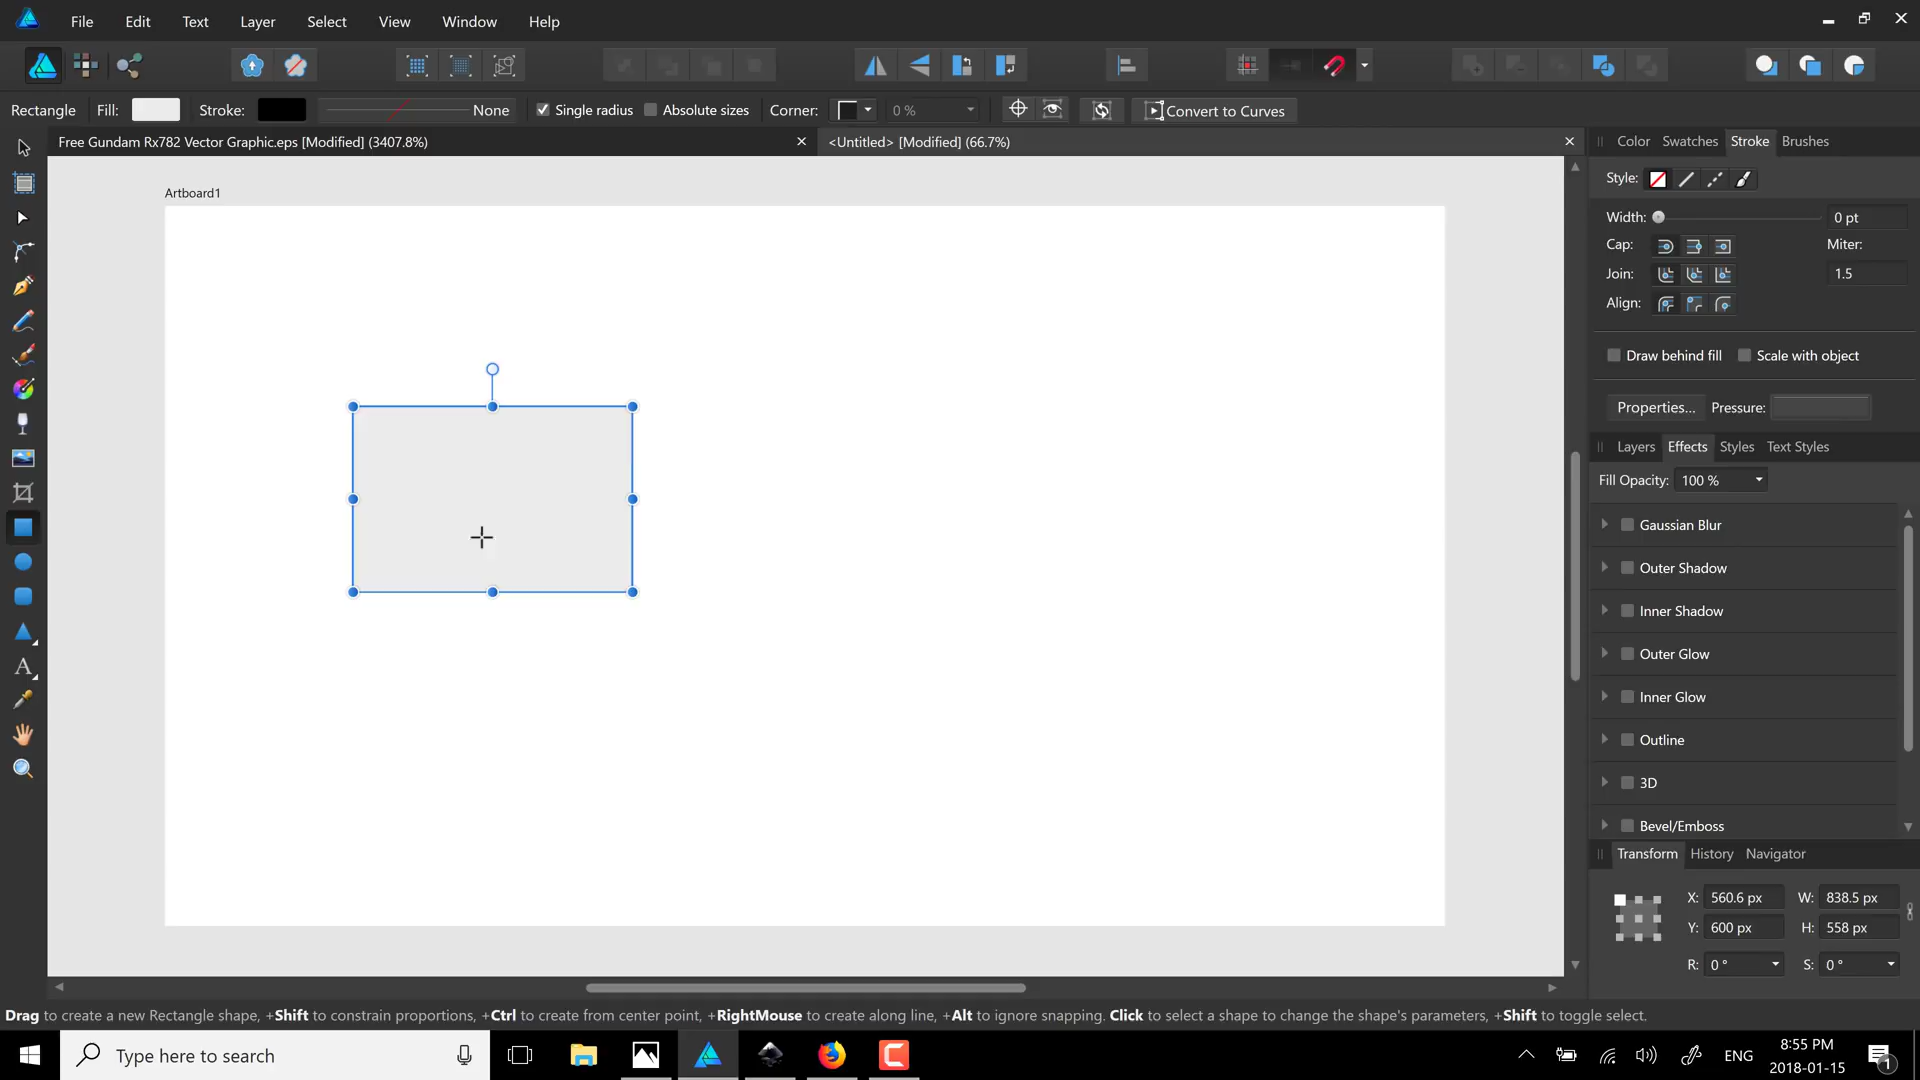 File Edit Text Layer Select View Window Help
Rectangle Fill: Stroke: None Single radius Absolute sizes Corner: 0 % Convert to Curves
Free Gundam Rx782 Vector Graphic.eps [Modified] (3407.8%)
<Untitled> [Modified] (66.7%)
Color Swatches Stroke Brushes
Style:
Artboard1
Width: 0 pt
Cap: Miter:
Join: 1.5
Align:
Draw behind fill Scale with object
Properties... Pressure:
Layers Effects Styles Text Styles
Fill Opacity: 100 %
Gaussian Blur
Outer Shadow
Inner Shadow
Outer Glow
Inner Glow
Outline
3D
Bevel/Emboss
Transform History Navigator
X: 560.6 px W: 838.5 px
Y: 600 px H: 558 px
R: 0 ° S: 0 °
Drag to create a new Rectangle shape, +Shift to constrain proportions, +Ctrl to create from center point, +RightMouse to create along line, +Alt to ignore snapping. Click to select a shape to change the shape's parameters, +Shift to toggle select.
Type here to search
ENG
8:55 PM
2018-01-15
1